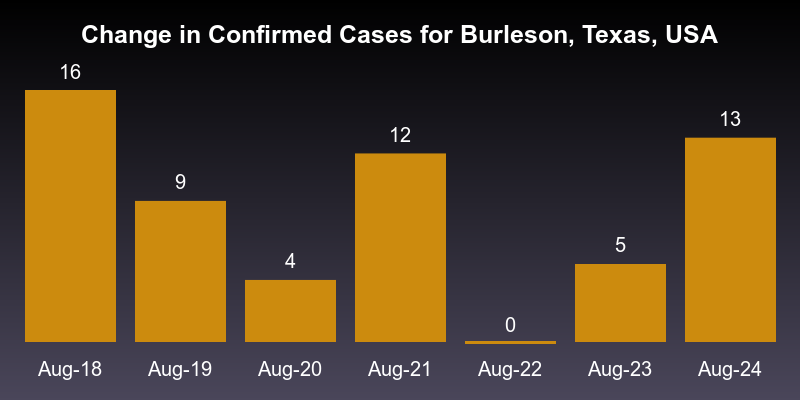 Change in Confirmed Cases for Burleson, Texas, USA
16
9
4
12
0
5
13
Aug-18
Aug-19
Aug-20
Aug-21
Aug-22
Aug-23
Aug-24